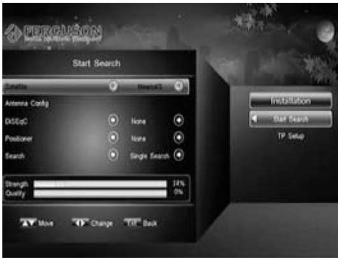 FERGUSON
Start Search
Satellite
Antenna Config
DiSEqC None
Positioner None
Search Single Search
Strength
Quality 0%
Move Change Exit Back
Installation
Start Search
TP Setup